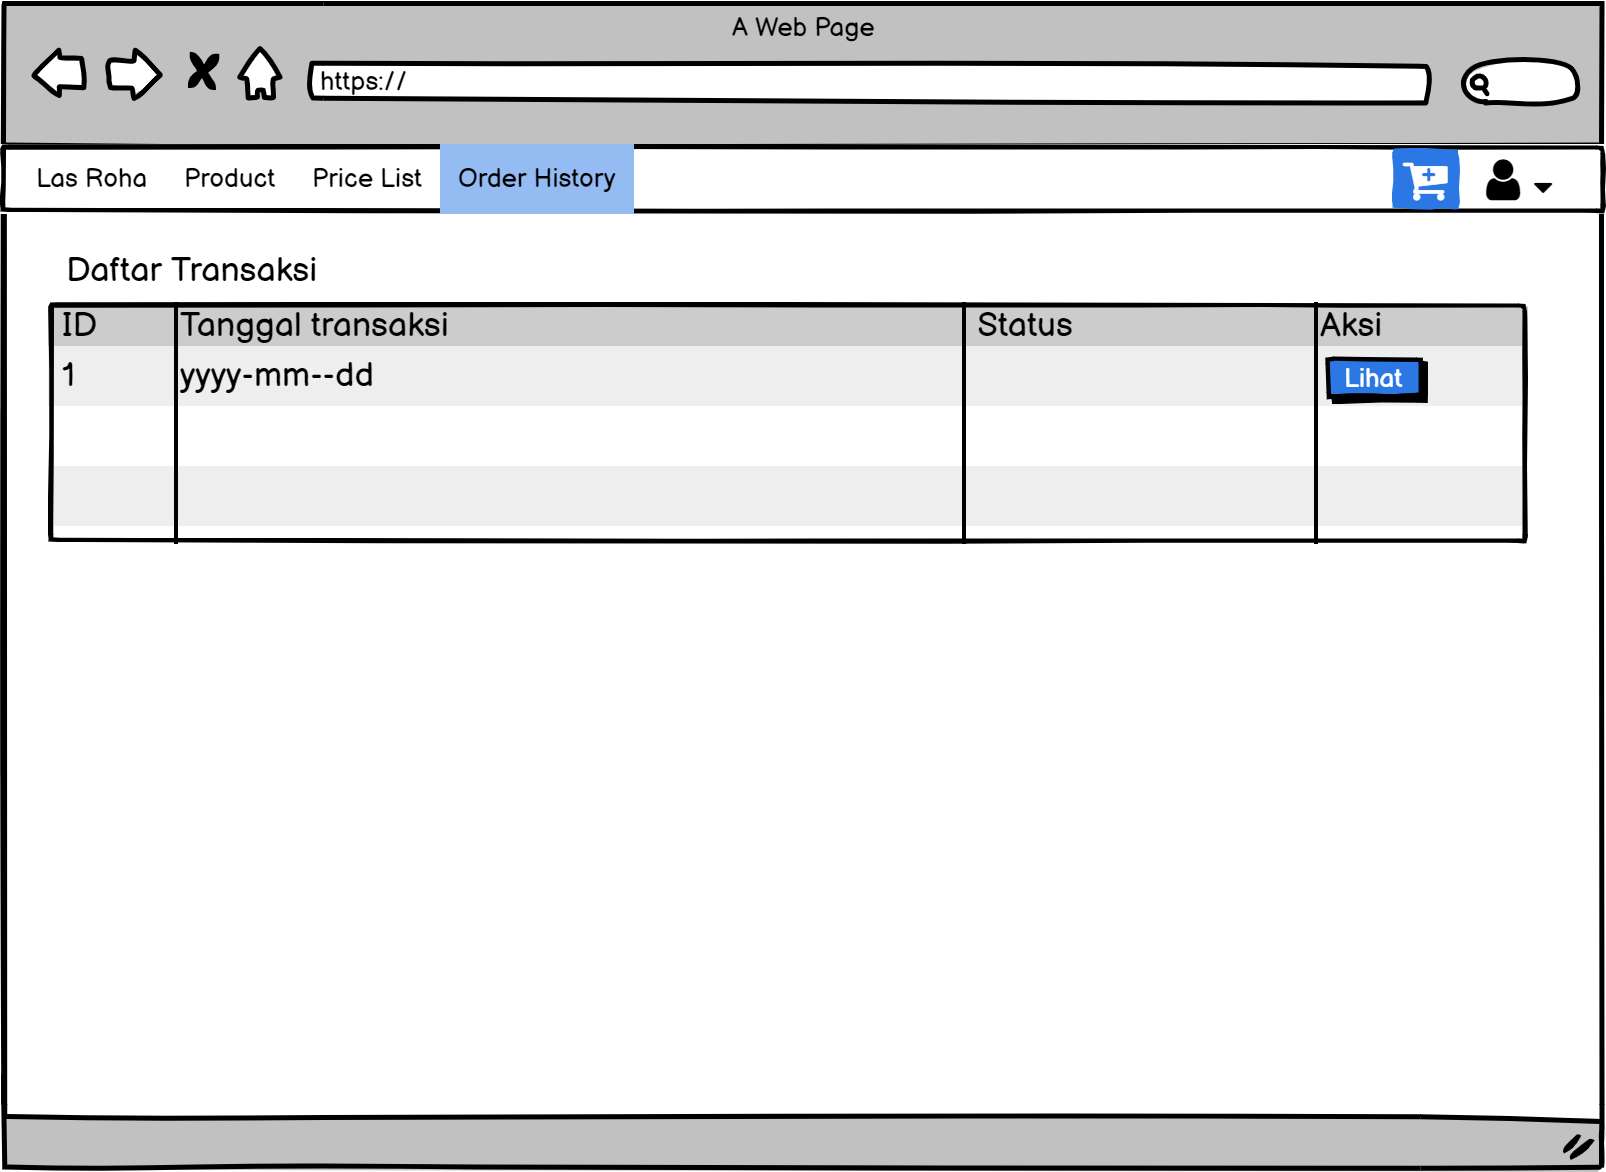 A Web Page
https://
Las Roha Product Price List Order History
Daftar Transaksi
ID Tanggal transaksi Status Aksi
1 yyyy-mm--dd Lihat